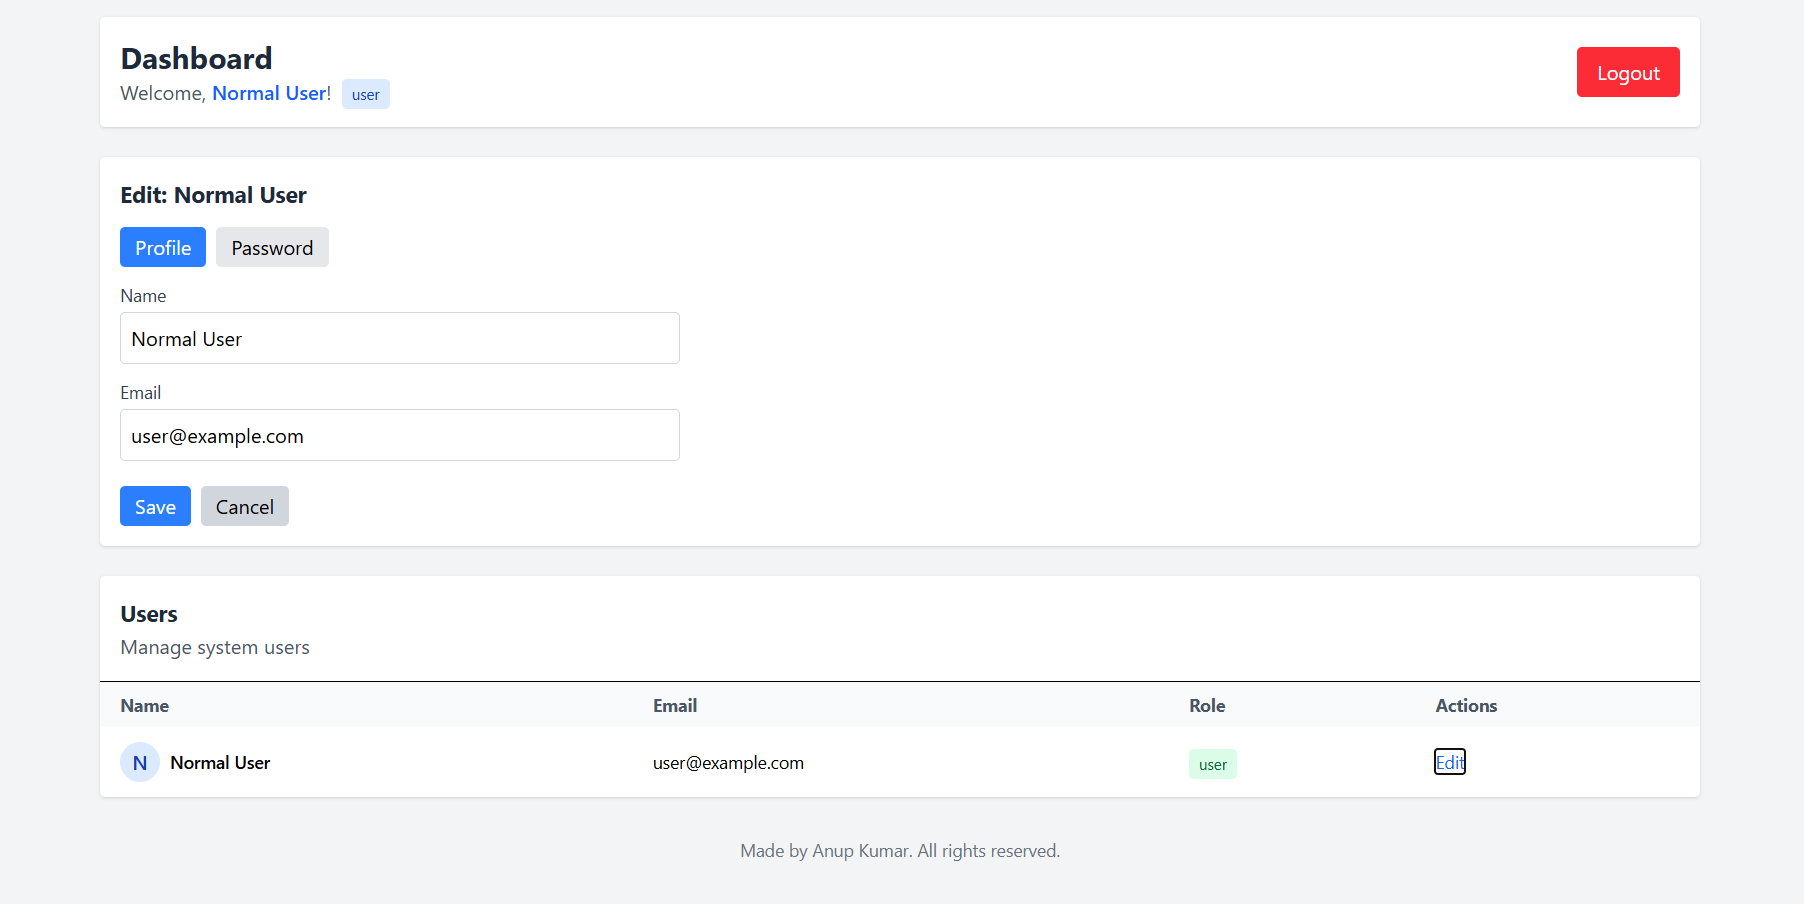 Dashboard
Welcome, Normal User! user
Logout
Edit: Normal User
Profile Password
Name
Normal User
Email
user@example.com
Save Cancel
Users
Manage system users
Name Email Role Actions
N Normal User user@example.com user Edit
Made by Anup Kumar. All rights reserved.